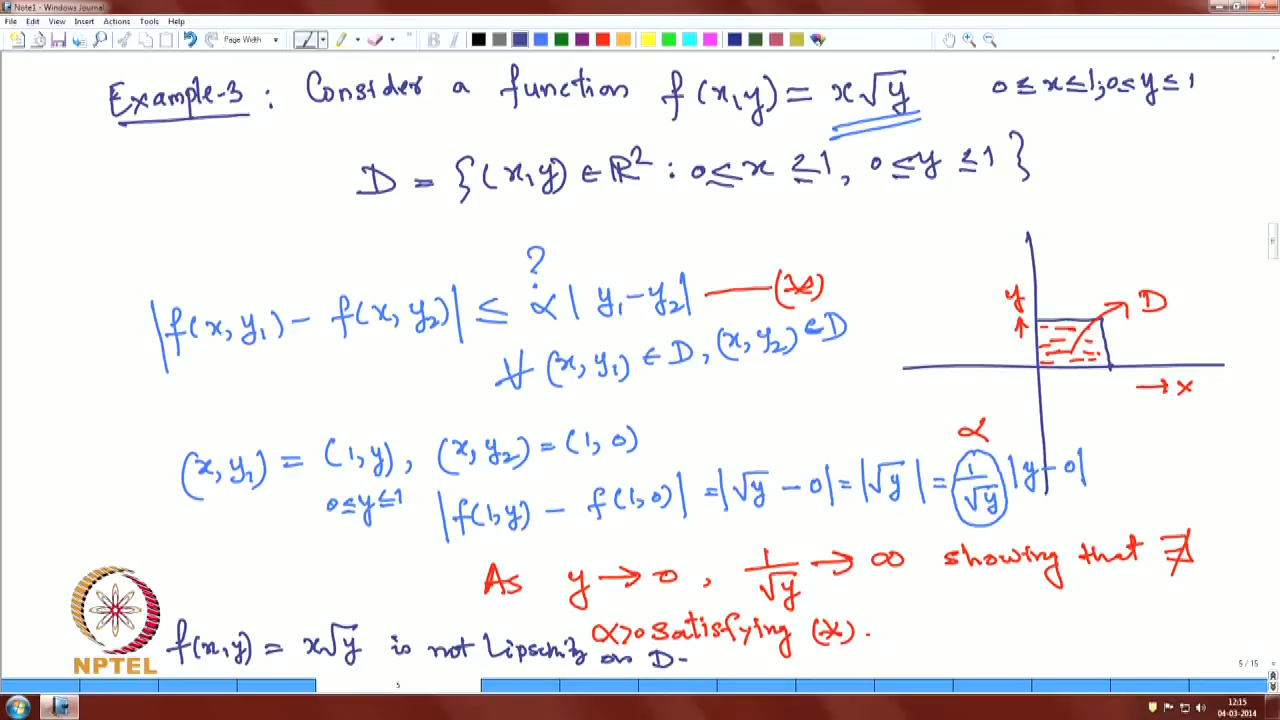 Note1 - Windows Journal
File Edit View Insert Actions Tools Help
Page Width
Example-3 : Consider a function f(x,y) = x√y 0≤x≤1; 0≤y≤1
D = {(x,y) ∈ ℝ² : 0≤x≥1, 0≤y≥1}
?
|f(x,y₁) - f(x,y₂)| ≤ α|y₁-y₂| —(*)
∀ (x,y₁) ∈ D, (x,y₂) ∈ D
y ↑
D
→ x
(x,y₁) = (1,y), (x,y₂) = (1,0)
0≤y≤1
α
|f(1,y) - f(1,0)| = |√y - 0| = |√y| = 1/√y |y-0|
As y → 0, 1/√y → ∞ showing that ∄
α>0 satisfying (*).
f(x,y) = x√y is not Lipschitz on D-
NPTEL
5 / 15
5
12:15
04-03-2014